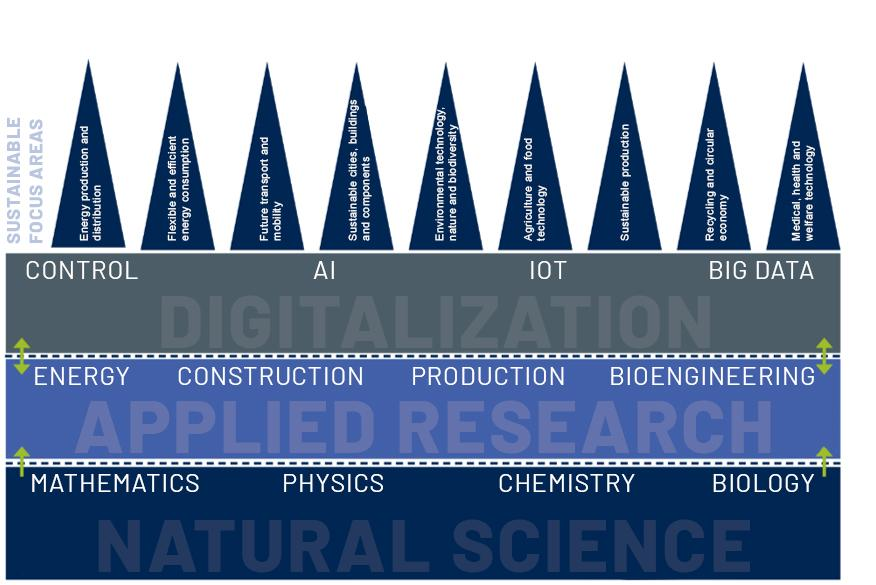 SUSTAINABLE
FOCUS AREAS
Energy production and
distribution
Flexible and efficient
energy consumption
Future transport and
mobility
Sustainable cities, buildings
and components
Environmental technology,
nature and biodiversity
Agriculture and food
technology
Sustainable production
Recycling and circular
economy
Medical, health and
welfare technology
CONTROL AI IOT BIG DATA
DIGITALIZATION
ENERGY CONSTRUCTION PRODUCTION BIOENGINEERING
APPLIED RESEARCH
MATHEMATICS PHYSICS CHEMISTRY BIOLOGY
NATURAL SCIENCE